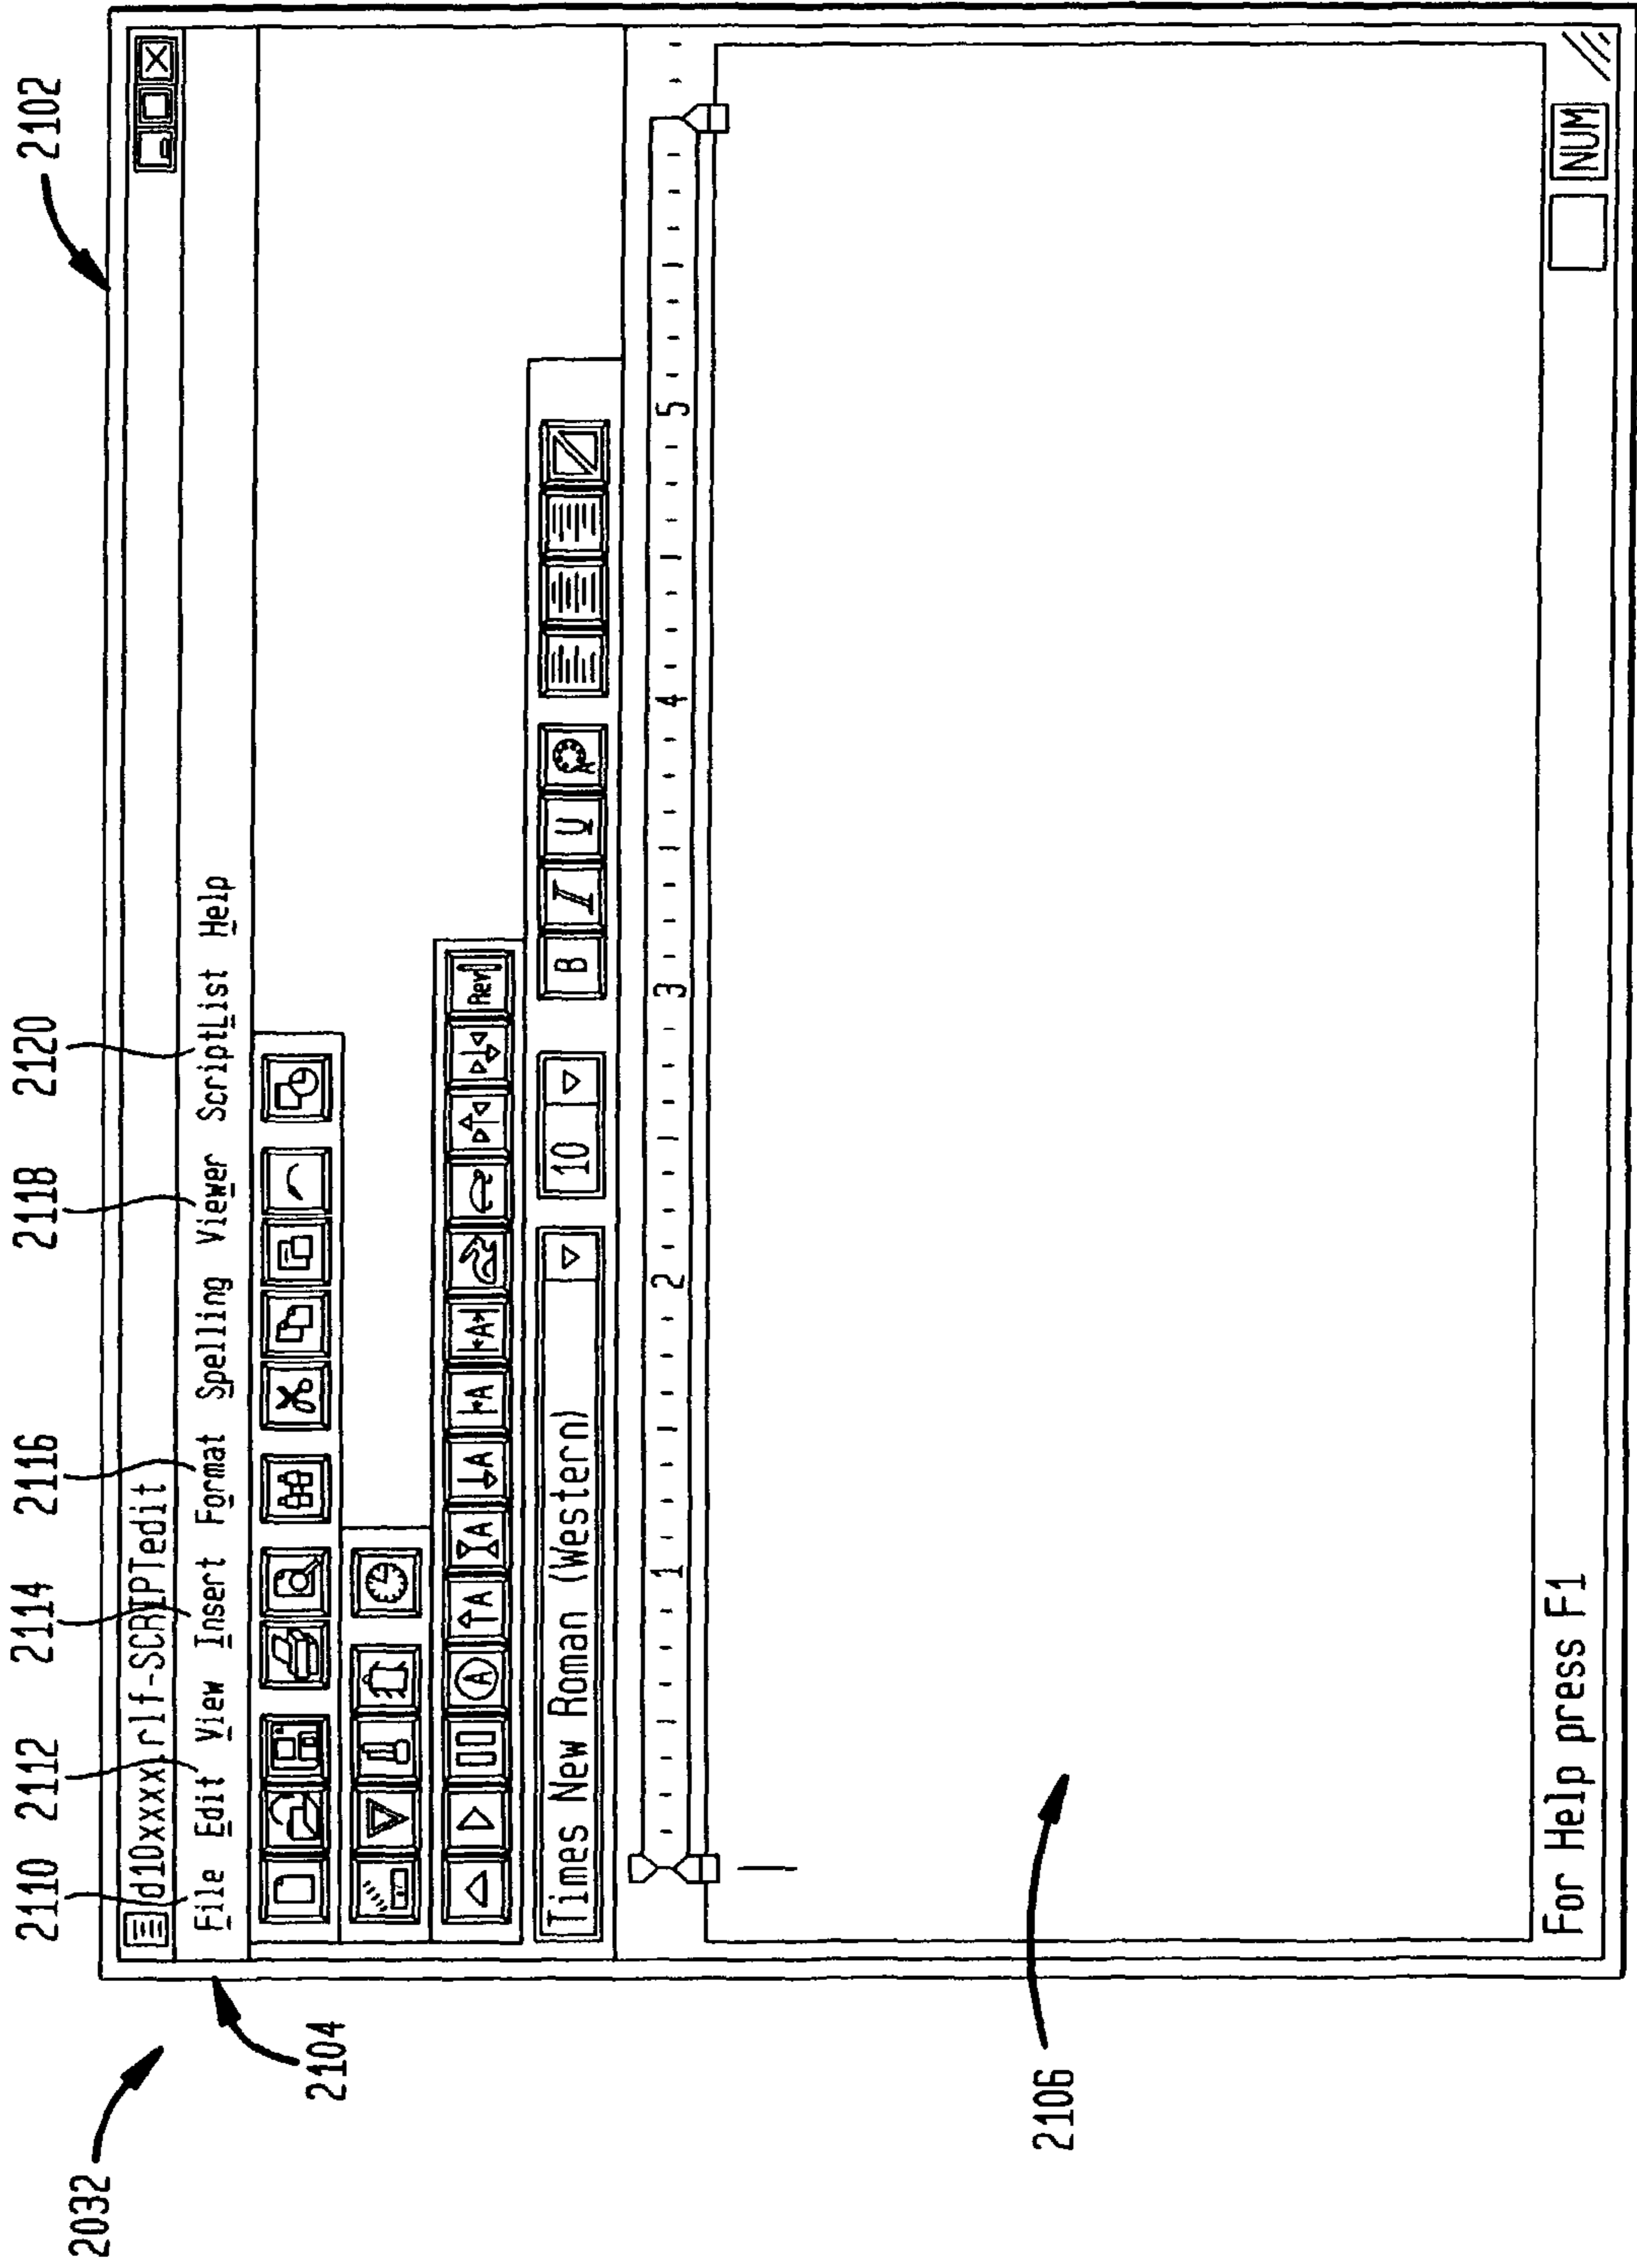 2110 2112 2114 2116 2118 2120 2102
2032
2104
d10xxxx.rlf-SCRIPTedit
File Edit View Insert Format Spelling Viewer ScriptList Help
A A A A A A Rev
Times New Roman (Western) 10 B I U
1 2 3 4 5
2106
For Help press F1 NUM